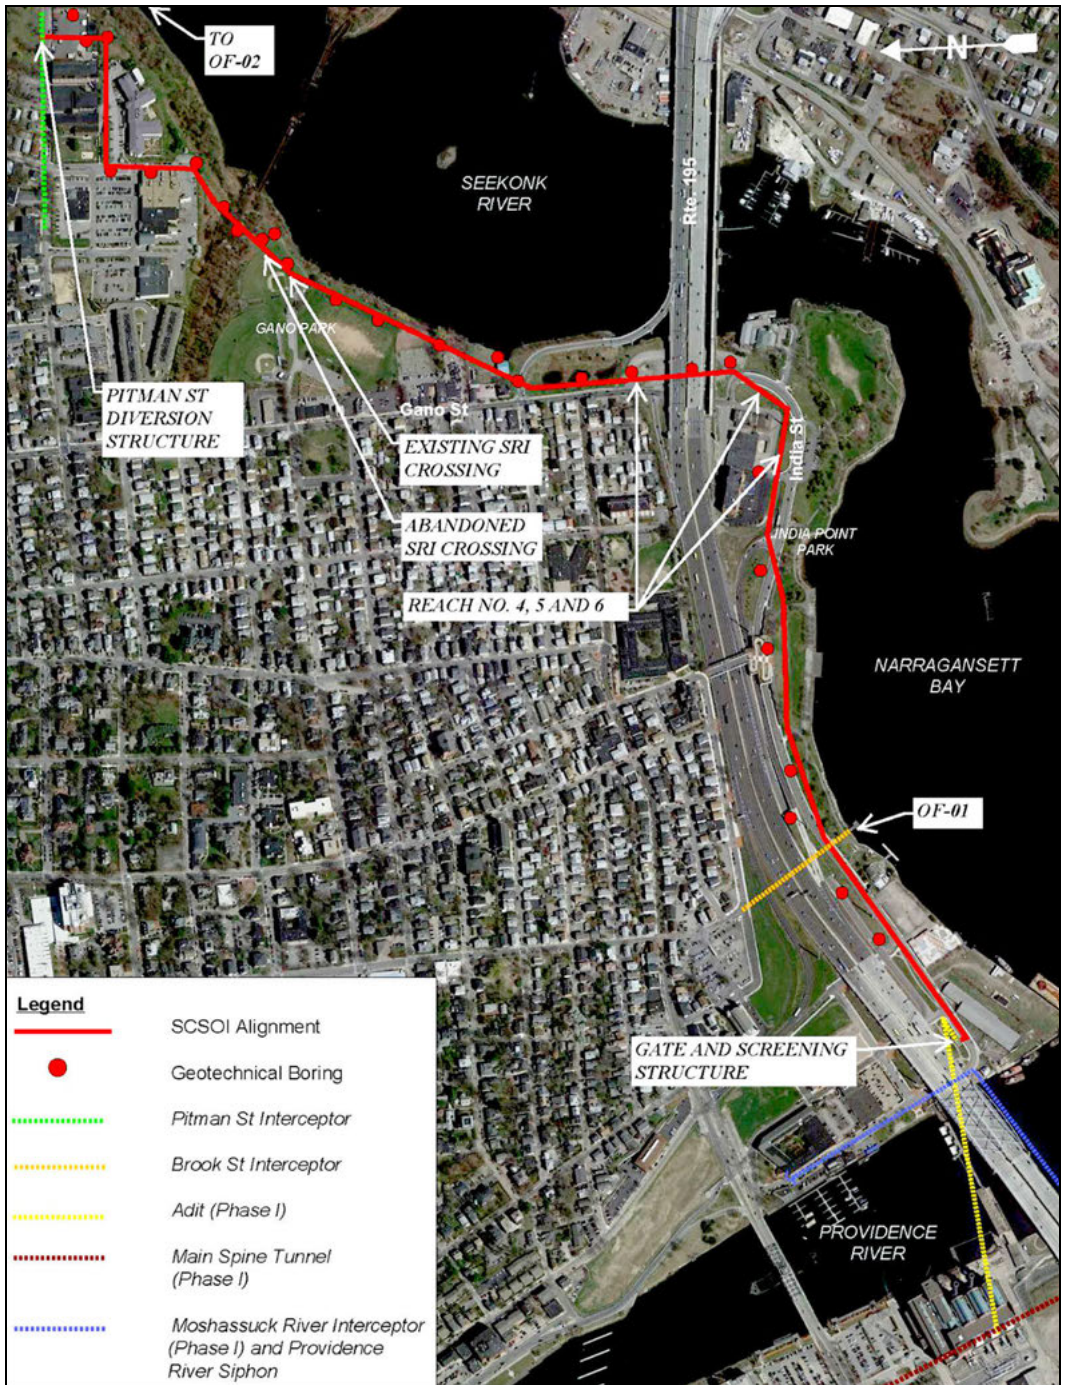 TO
OF-02
N
SEEKONK
RIVER
Rte. 195
GANO PARK
PITMAN ST
DIVERSION
STRUCTURE
Gano St
EXISTING SRI
CROSSING
India St
ABANDONED
SRI CROSSING
INDIA POINT
PARK
REACH NO. 4, 5 AND 6
NARRAGANSETT
BAY
OF-01
GATE AND SCREENING
STRUCTURE
PROVIDENCE
RIVER
Legend
SCSOI Alignment
Geotechnical Boring
Pitman St Interceptor
Brook St Interceptor
Adit (Phase I)
Main Spine Tunnel
(Phase I)
Moshassuck River Interceptor
(Phase I) and Providence
River Siphon